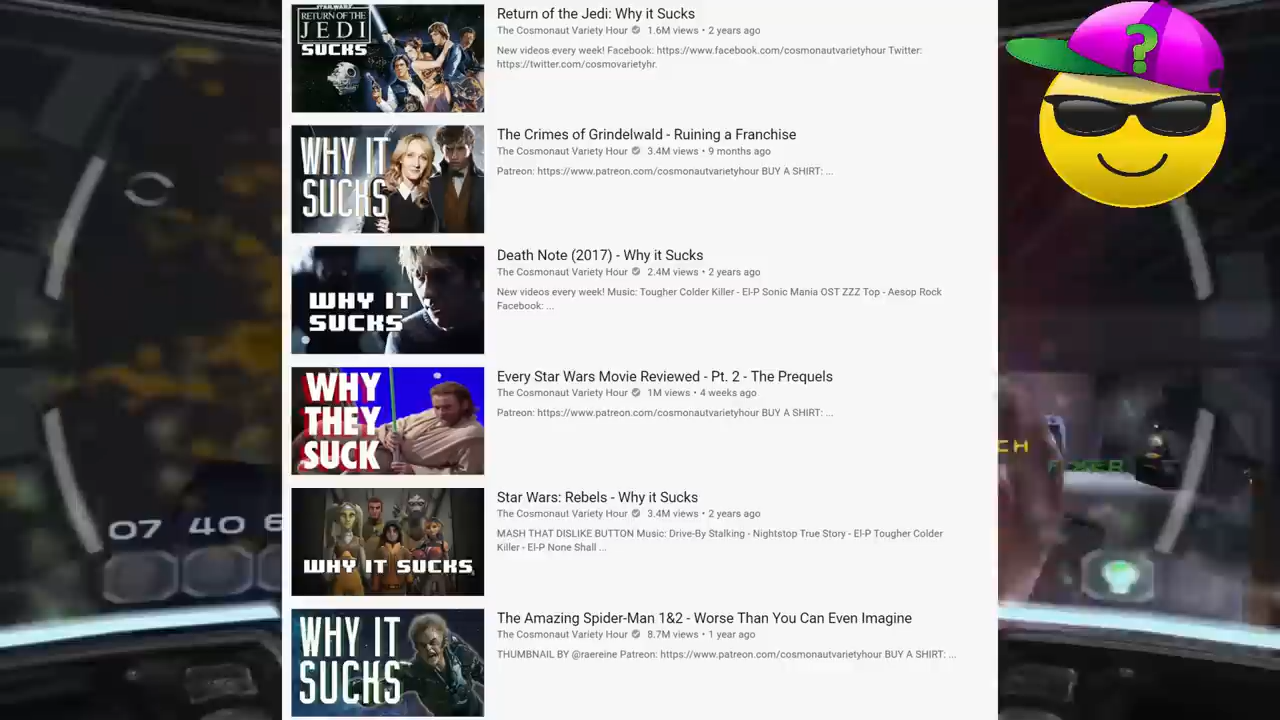 STAR WARS
RETURN OF THE
JEDI
SUCKS
Return of the Jedi: Why it Sucks
The Cosmonaut Variety Hour 1.6M views • 2 years ago
New videos every week! Facebook: https://www.facebook.com/cosmonautvarietyhour Twitter:
https://twitter.com/cosmovarietyhr.
?
WHY IT
SUCKS
The Crimes of Grindelwald - Ruining a Franchise
The Cosmonaut Variety Hour 3.4M views • 9 months ago
Patreon: https://www.patreon.com/cosmonautvarietyhour BUY A SHIRT: ...
WHY IT
SUCKS
Death Note (2017) - Why it Sucks
The Cosmonaut Variety Hour 2.4M views • 2 years ago
New videos every week! Music: Tougher Colder Killer - El-P Sonic Mania OST ZZZ Top - Aesop Rock
Facebook: ...
WHY
THEY
SUCK
Every Star Wars Movie Reviewed - Pt. 2 - The Prequels
The Cosmonaut Variety Hour 1M views • 4 weeks ago
Patreon: https://www.patreon.com/cosmonautvarietyhour BUY A SHIRT: ...
CH
07 40 6
WHY IT SUCKS
Star Wars: Rebels - Why it Sucks
The Cosmonaut Variety Hour 3.4M views • 2 years ago
MASH THAT DISLIKE BUTTON Music: Drive-By Stalking - Nightstop True Story - El-P Tougher Colder
Killer - El-P None Shall ...
WHY IT
SUCKS
The Amazing Spider-Man 1&2 - Worse Than You Can Even Imagine
The Cosmonaut Variety Hour 8.7M views • 1 year ago
THUMBNAIL BY @raereine Patreon: https://www.patreon.com/cosmonautvarietyhour BUY A SHIRT: ...